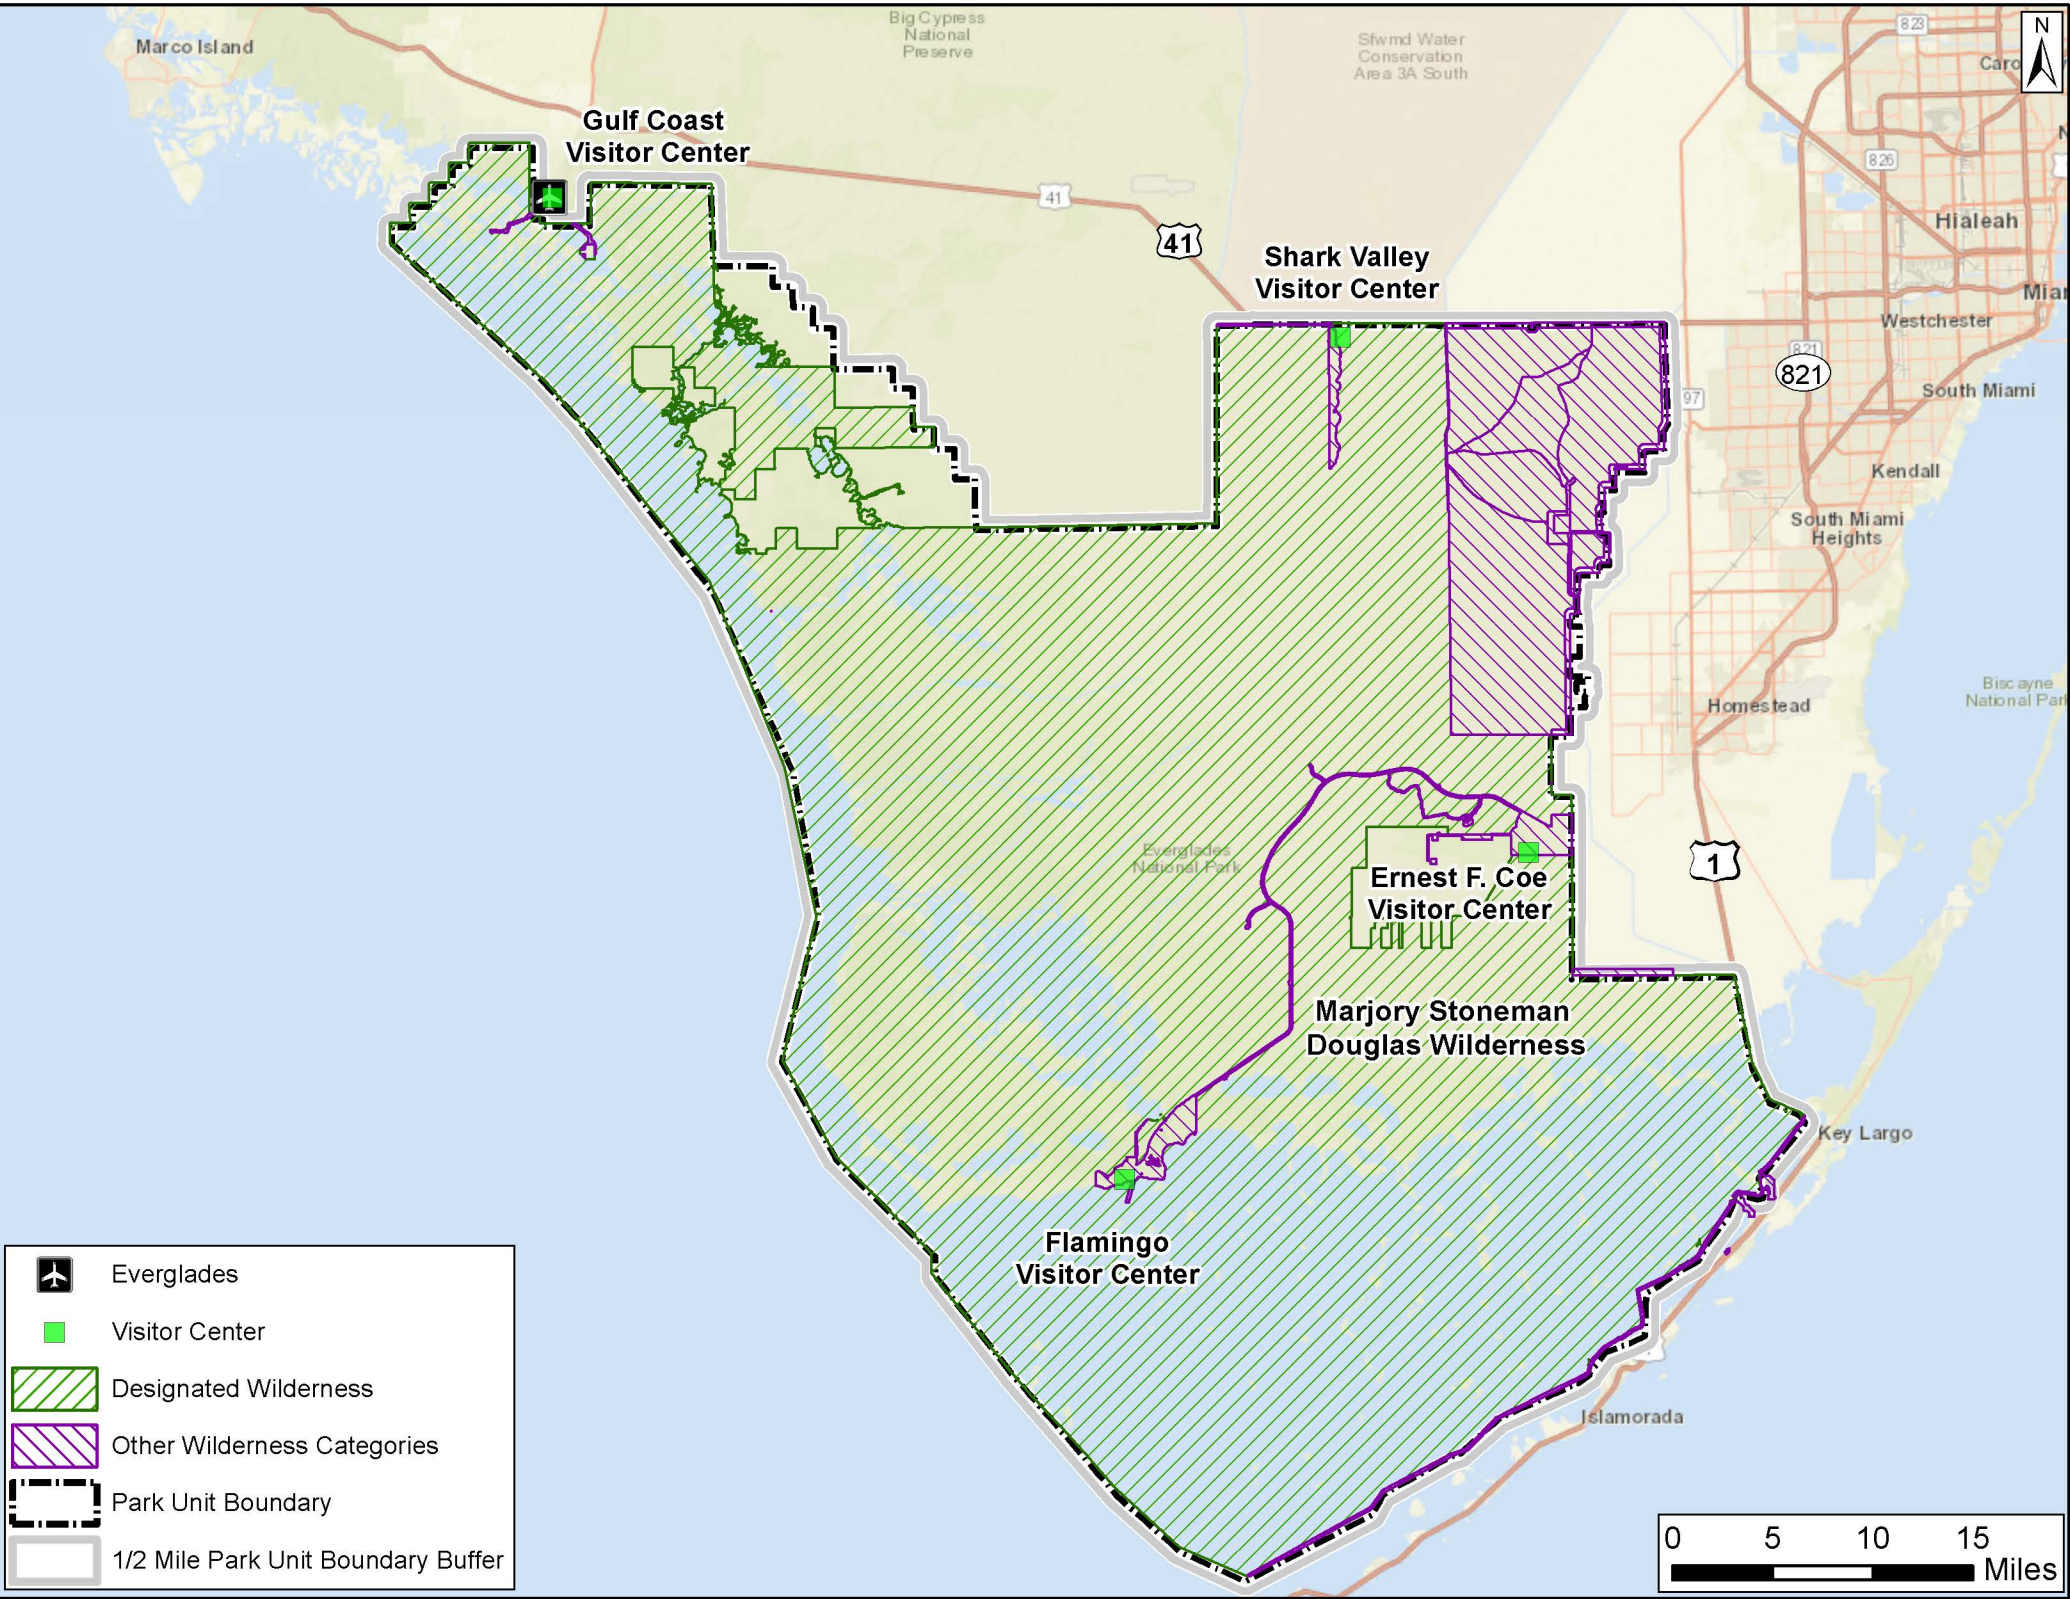 Big Cypress
National
Preserve
Marco Island
Sfwmd Water
Conservation
Area 3A South
823
N
Gulf Coast
Visitor Center
826
41
Hialeah
41
Shark Valley
Visitor Center
Westchester
821
821
South Miami
97
Kendall
South Miami
Heights
Biscayne
National Park
Homestead
Everglades
National Park
1
Ernest F. Coe
Visitor Center
Marjory Stoneman
Douglas Wilderness
Key Largo
Flamingo
Visitor Center
Islamorada
Everglades
Visitor Center
Designated Wilderness
Other Wilderness Categories
Park Unit Boundary
1/2 Mile Park Unit Boundary Buffer
0 5 10 15
Miles